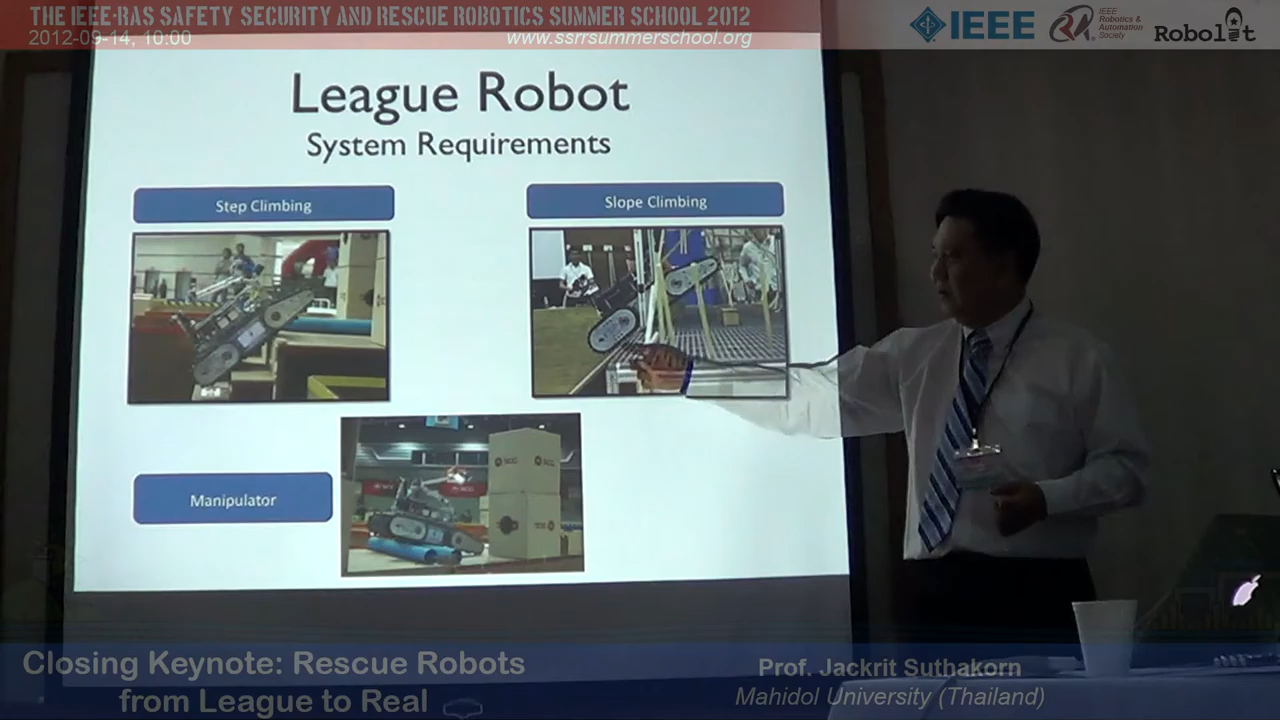 THE IEEE-RAS SAFETY SECURITY AND RESCUE ROBOTICS SUMMER SCHOOL 2012
2012-09-14, 10:00
www.ssrrsummerschool.org
IEEE
IEEE
Robotics &
Automation
Society
Robolit
League Robot
System Requirements
Step Climbing
Slope Climbing
Manipulator
Closing Keynote: Rescue Robots
from League to Real
Prof. Jackrit Suthakorn
Mahidol University (Thailand)